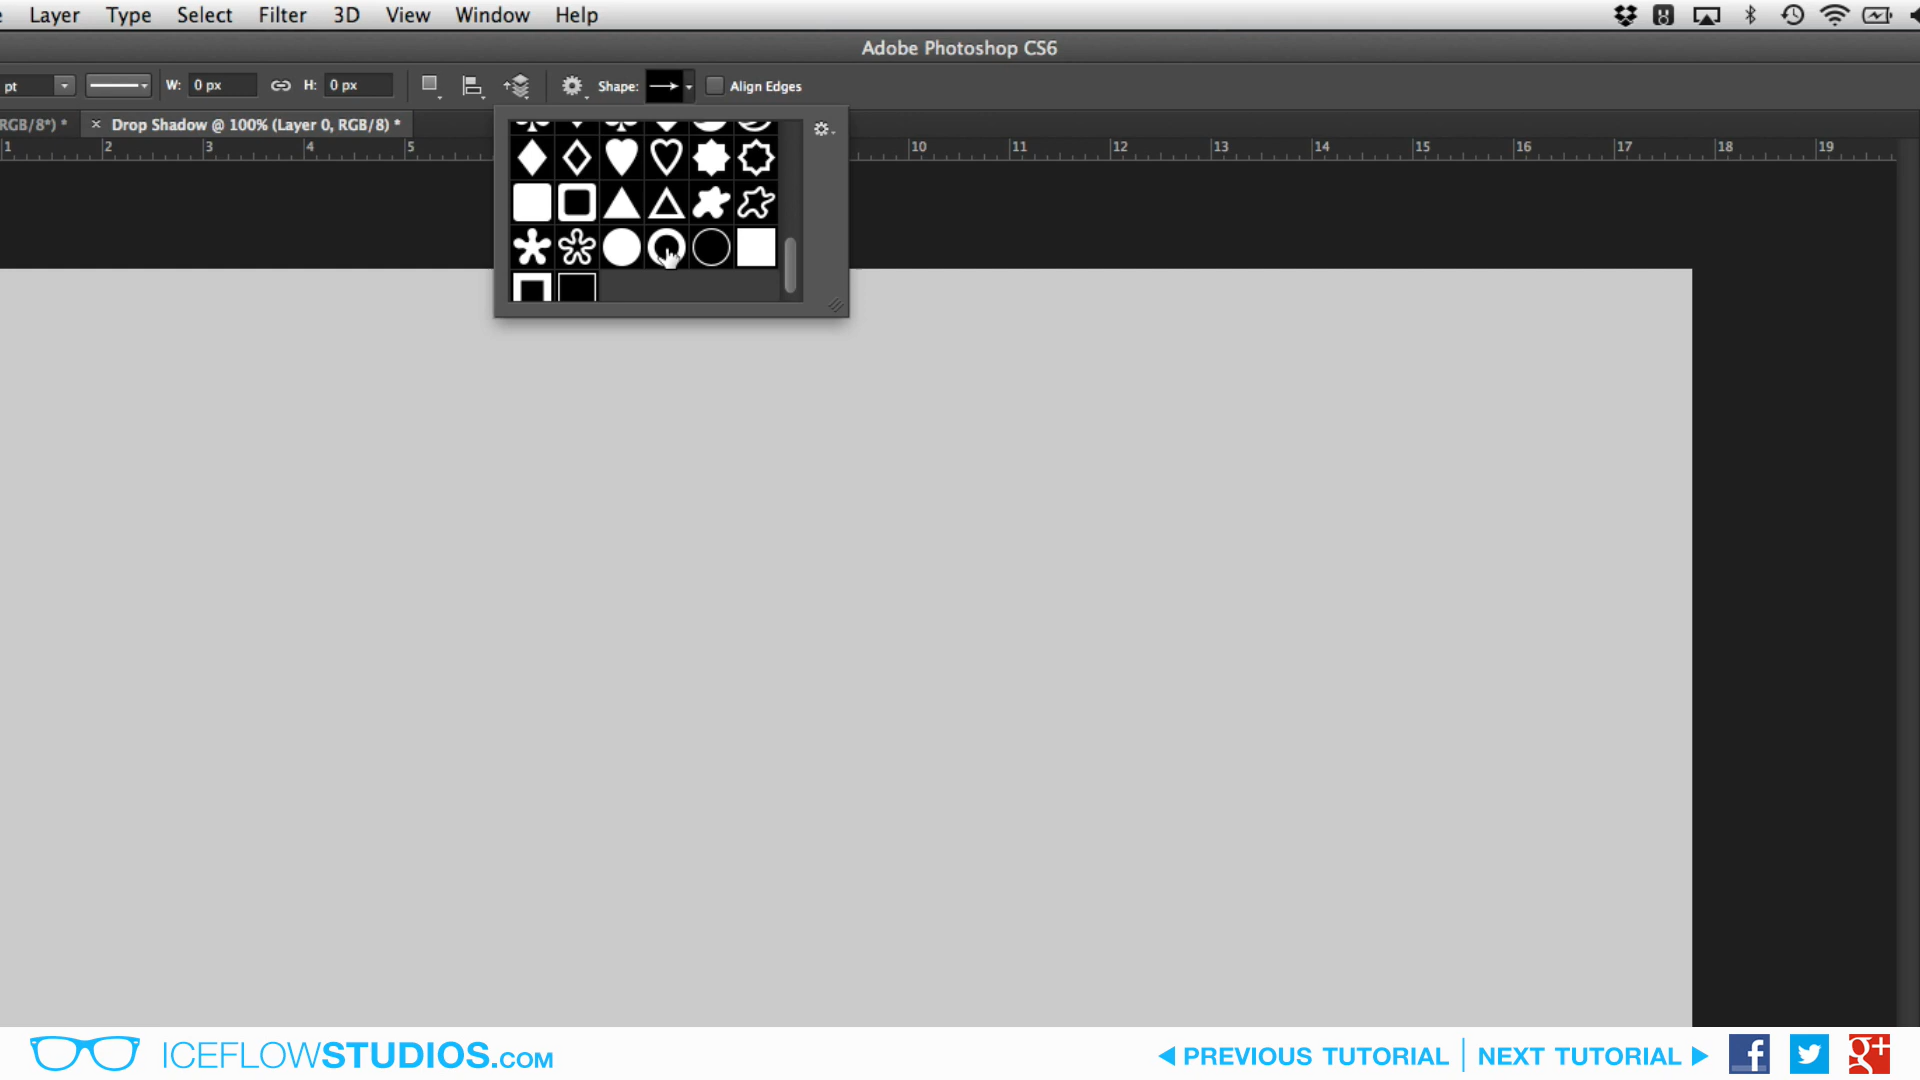 Layer Type Select Filter 3D View Window Help
Adobe Photoshop CS6
pt W: 0 px H: 0 px Shape: Align Edges
RGB/8*) * × Drop Shadow @ 100% (Layer 0, RGB/8) *
1 2 3 4 5 10 11 12 13 14 15 16 17 18 19
ICEFLOWSTUDIOS.COM PREVIOUS TUTORIAL NEXT TUTORIAL f g+